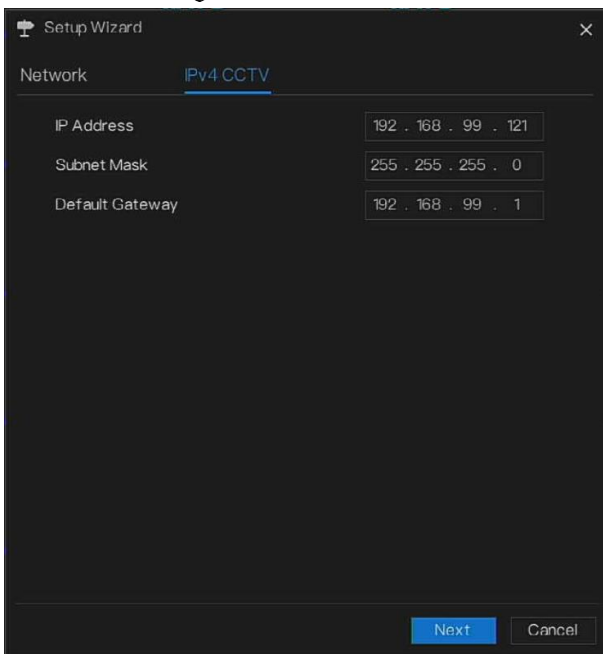 Setup Wizard
Network IPv4 CCTV
IP Address 192 . 168 . 99 . 121
Subnet Mask 255 . 255 . 255 . 0
Default Gateway 192 . 168 . 99 . 1
Next Cancel